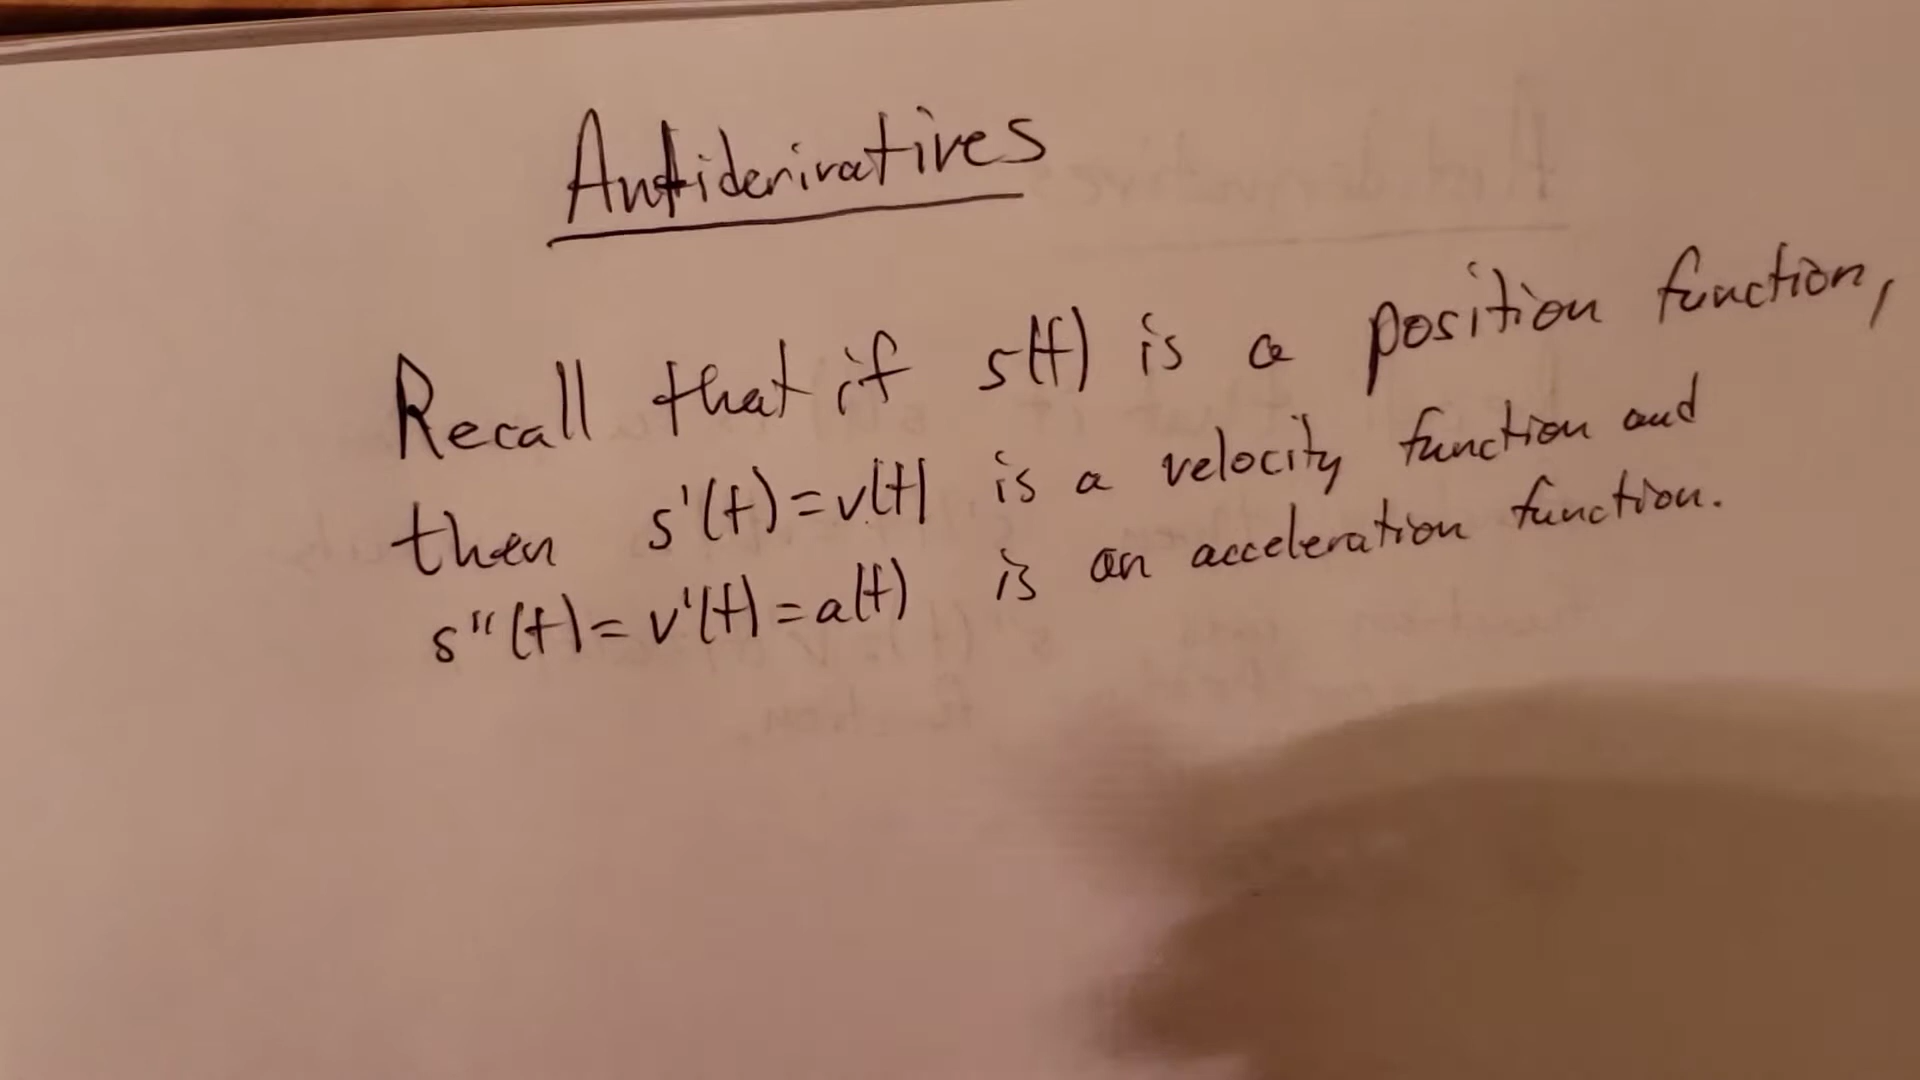 Antiderivatives
Recall that if s(t) is a position function,
then s'(t) = v(t) is a velocity function and
s''(t) = v'(t) = a(t) is an acceleration function.